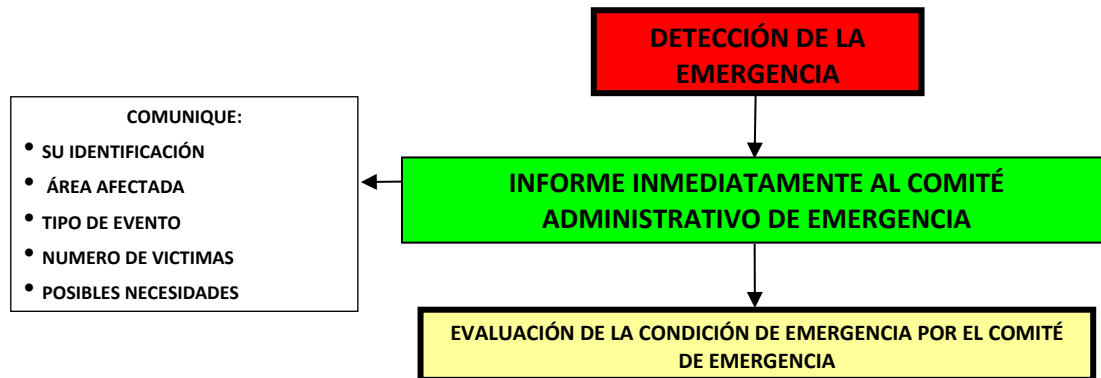 DETECCIÓN DE LA
EMERGENCIA
COMUNIQUE:
• SU IDENTIFICACIÓN
• ÁREA AFECTADA
• TIPO DE EVENTO
• NUMERO DE VICTIMAS
• POSIBLES NECESIDADES
INFORME INMEDIATAMENTE AL COMITÉ
ADMINISTRATIVO DE EMERGENCIA
EVALUACIÓN DE LA CONDICIÓN DE EMERGENCIA POR EL COMITÉ
DE EMERGENCIA